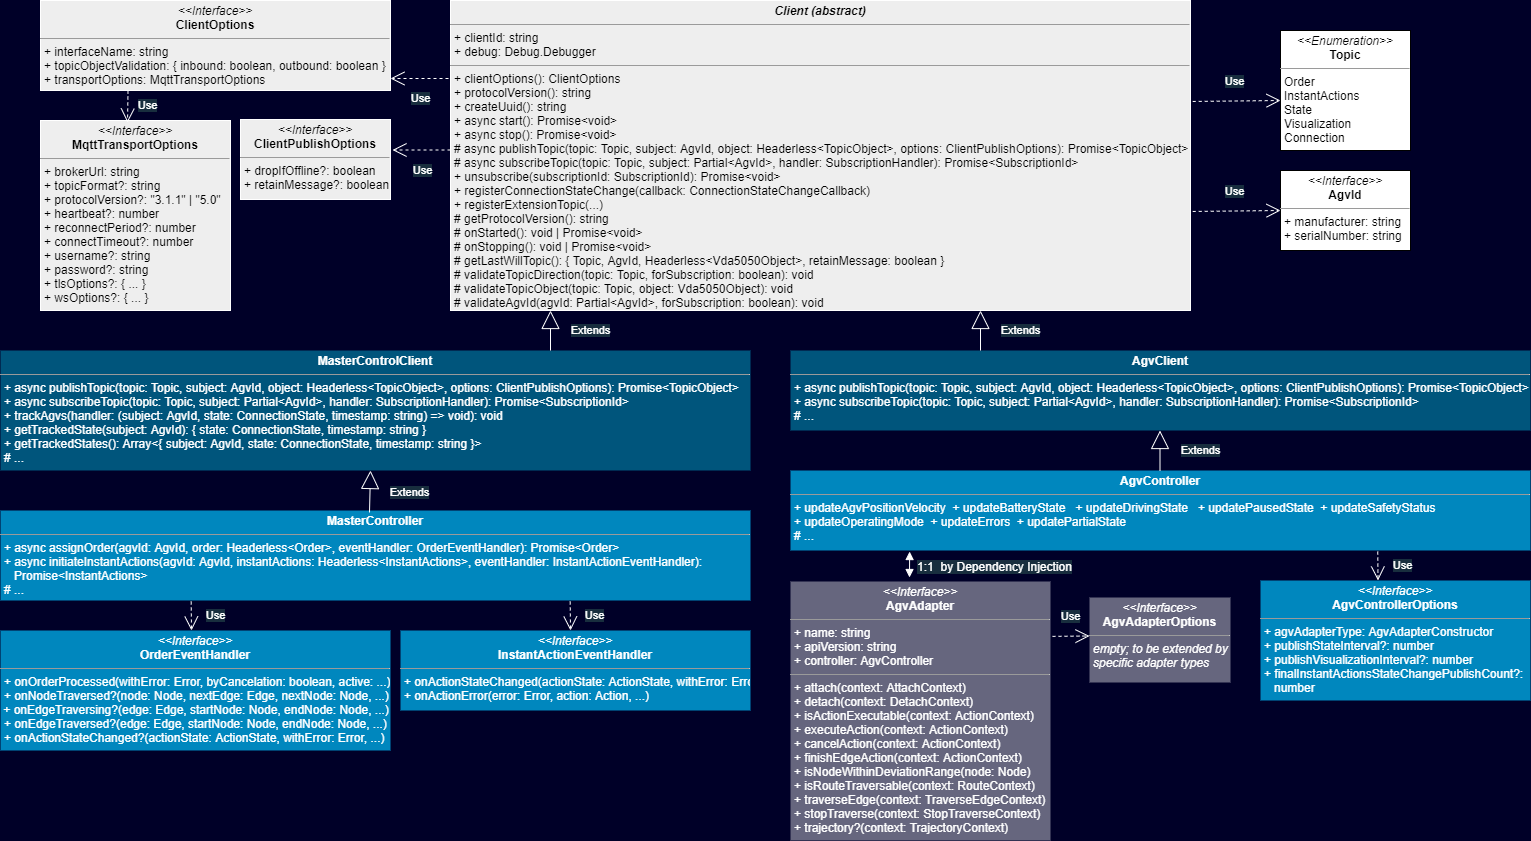 <<Interface>>
ClientOptions
+ interfaceName: string
+ topicObjectValidation: { inbound: boolean, outbound: boolean }
+ transportOptions: MqttTransportOptions
Use
<<Interface>>
MqttTransportOptions
+ brokerUrl: string
+ topicFormat?: string
+ protocolVersion?: "3.1.1" | "5.0"
+ heartbeat?: number
+ reconnectPeriod?: number
+ connectTimeout?: number
+ username?: string
+ password?: string
+ tlsOptions?: { ... }
+ wsOptions?: { ... }
<<Interface>>
ClientPublishOptions
+ dropIfOffline?: boolean
+ retainMessage?: boolean
Use
Use
Client (abstract)
+ clientId: string
+ debug: Debug.Debugger
+ clientOptions(): ClientOptions
+ protocolVersion(): string
+ createUuid(): string
+ async start(): Promise<void>
+ async stop(): Promise<void>
# async publishTopic(topic: Topic, subject: AgvId, object: Headerless<TopicObject>, options: ClientPublishOptions): Promise<TopicObject>
# async subscribeTopic(topic: Topic, subject: Partial<AgvId>, handler: SubscriptionHandler): Promise<SubscriptionId>
+ unsubscribe(subscriptionId: SubscriptionId): Promise<void>
+ registerConnectionStateChange(callback: ConnectionStateChangeCallback)
+ registerExtensionTopic(...)
# getProtocolVersion(): string
# onStarted(): void | Promise<void>
# onStopping(): void | Promise<void>
# getLastWillTopic(): { Topic, AgvId, Headerless<Vda5050Object>, retainMessage: boolean }
# validateTopicDirection(topic: Topic, forSubscription: boolean): void
# validateTopicObject(topic: Topic, object: Vda5050Object): void
# validateAgvId(agvId: Partial<AgvId>, forSubscription: boolean): void
Use
<<Enumeration>>
Topic
Order
InstantActions
State
Visualization
Connection
Use
<<Interface>>
AgvId
+ manufacturer: string
+ serialNumber: string
Extends
Extends
MasterControlClient
+ async publishTopic(topic: Topic, subject: AgvId, object: Headerless<TopicObject>, options: ClientPublishOptions): Promise<TopicObject>
+ async subscribeTopic(topic: Topic, subject: Partial<AgvId>, handler: SubscriptionHandler): Promise<SubscriptionId>
+ trackAgvs(handler: (subject: AgvId, state: ConnectionState, timestamp: string) => void): void
+ getTrackedState(subject: AgvId): { state: ConnectionState, timestamp: string }
+ getTrackedStates(): Array<{ subject: AgvId, state: ConnectionState, timestamp: string }>
# ...
Extends
MasterController
+ async assignOrder(agvId: AgvId, order: Headerless<Order>, eventHandler: OrderEventHandler): Promise<Order>
+ async initiateInstantActions(agvId: AgvId, instantActions: Headerless<InstantActions>, eventHandler: InstantActionEventHandler):
Promise<InstantActions>
# ...
Use
Use
<<Interface>>
OrderEventHandler
+ onOrderProcessed(withError: Error, byCancelation: boolean, active: ...)
+ onNodeTraversed?(node: Node, nextEdge: Edge, nextNode: Node, ...)
+ onEdgeTraversing?(edge: Edge, startNode: Node, endNode: Node, ...)
+ onEdgeTraversed?(edge: Edge, startNode: Node, endNode: Node, ...)
+ onActionStateChanged?(actionState: ActionState, withError: Error, ...)
<<Interface>>
InstantActionEventHandler
+ onActionStateChanged(actionState: ActionState, withError: Erro
+ onActionError(error: Error, action: Action, ...)
AgvClient
+ async publishTopic(topic: Topic, subject: AgvId, object: Headerless<TopicObject>, options: ClientPublishOptions): Promise<TopicObject>
+ async subscribeTopic(topic: Topic, subject: Partial<AgvId>, handler: SubscriptionHandler): Promise<SubscriptionId>
# ...
Extends
AgvController
+ updateAgvPositionVelocity + updateBatteryState + updateDrivingState + updatePausedState + updateSafetyStatus
+ updateOperatingMode + updateErrors + updatePartialState
# ...
1:1 by Dependency Injection
Use
<<Interface>>
AgvAdapter
+ name: string
+ apiVersion: string
+ controller: AgvController
+ attach(context: AttachContext)
+ detach(context: DetachContext)
+ isActionExecutable(context: ActionContext)
+ executeAction(context: ActionContext)
+ cancelAction(context: ActionContext)
+ finishEdgeAction(context: ActionContext)
+ isNodeWithinDeviationRange(node: Node)
+ isRouteTraversable(context: RouteContext)
+ traverseEdge(context: TraverseEdgeContext)
+ stopTraverse(context: StopTraverseContext)
+ trajectory?(context: TrajectoryContext)
Use
<<Interface>>
AgvAdapterOptions
empty; to be extended by
specific adapter types
<<Interface>>
AgvControllerOptions
+ agvAdapterType: AgvAdapterConstructor
+ publishStateInterval?: number
+ publishVisualizationInterval?: number
+ finalInstantActionsStateChangePublishCount?:
number